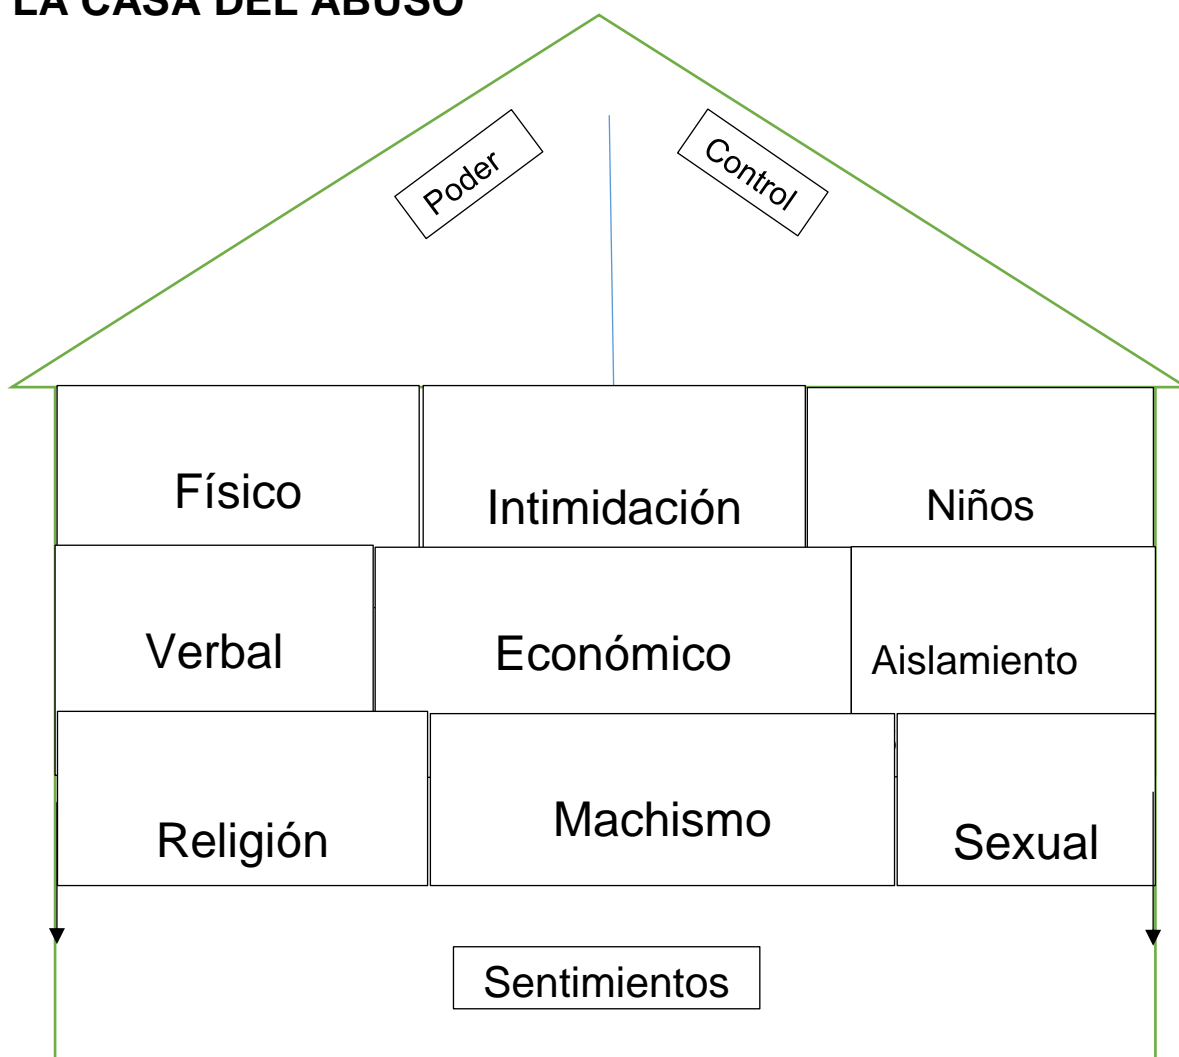 LA CASA DEL ABUSO
Poder
Control
Físico
Intimidación
Niños
Verbal
Económico
Aislamiento
Religión
Machismo
Sexual
Sentimientos